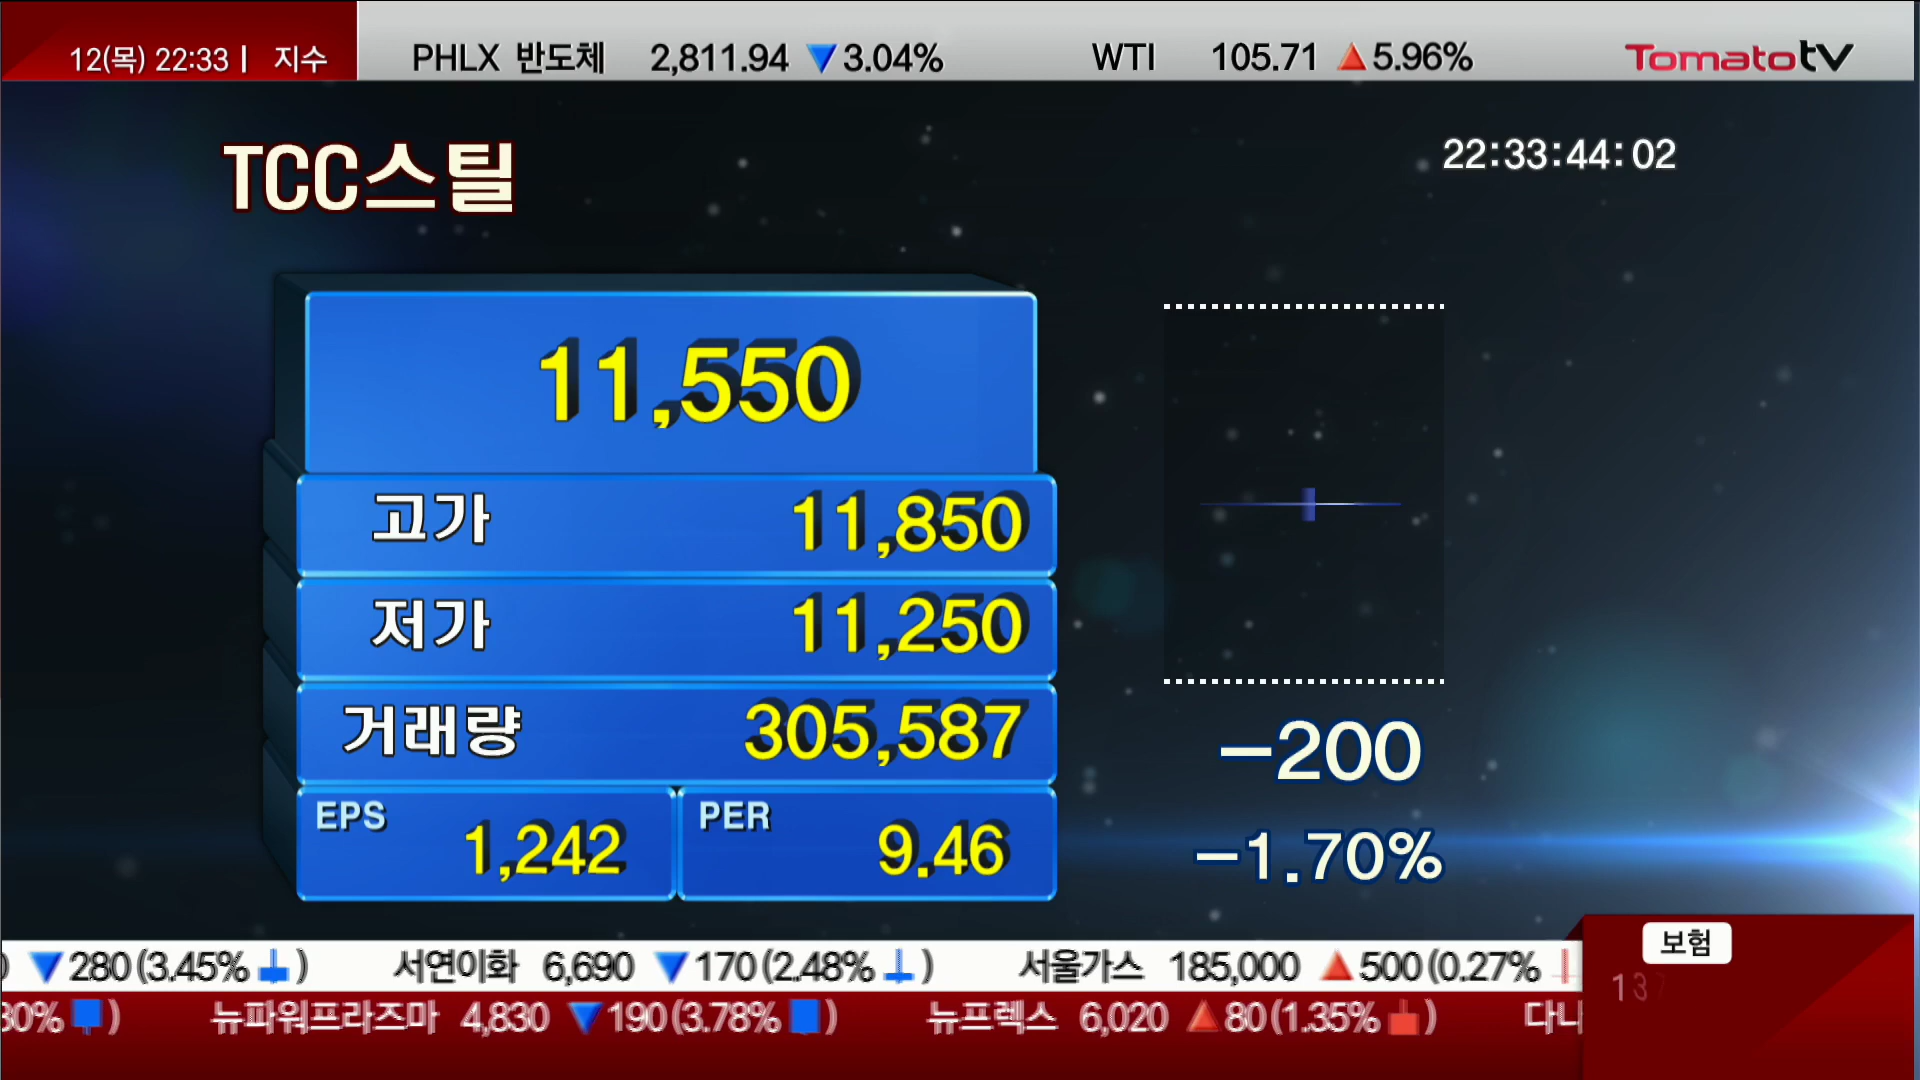 12(목) 22:33 | 지수 PHLX 반도체 2,811.94 ▼3.04% WTI 105.71 ▲5.96% Tomatotv
TCC스틸
22:33:44:02
11,550
고가 11,850
저가 11,250
거래량 305,587
EPS 1,242 PER 9.46
-200
-1.70%
▼280(3.45% ) 서연이화 6,690 ▼170(2.48% ) 서울가스 185,000 ▲500(0.27%
보험
30% ) 뉴파워프라즈마 4,830 ▼190(3.78% ) 뉴프렉스 6,020 ▲80(1.35% ) 다나